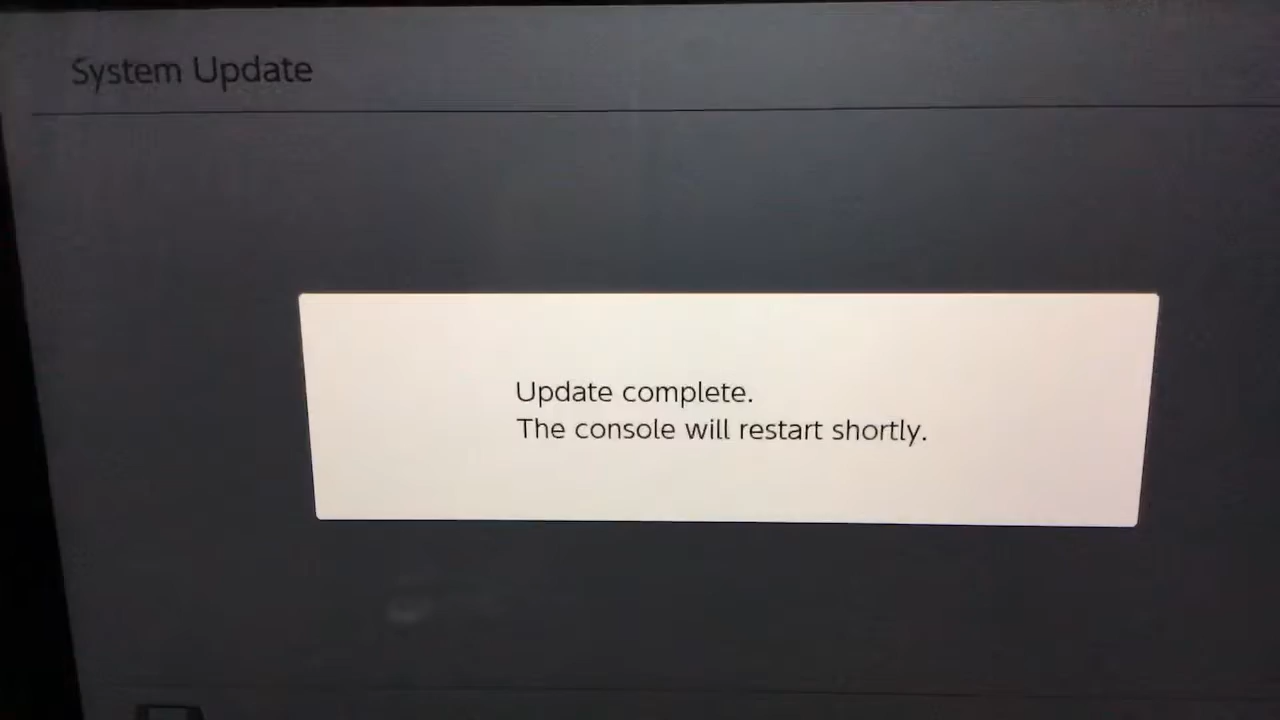 System Update
Update complete.
The console will restart shortly.